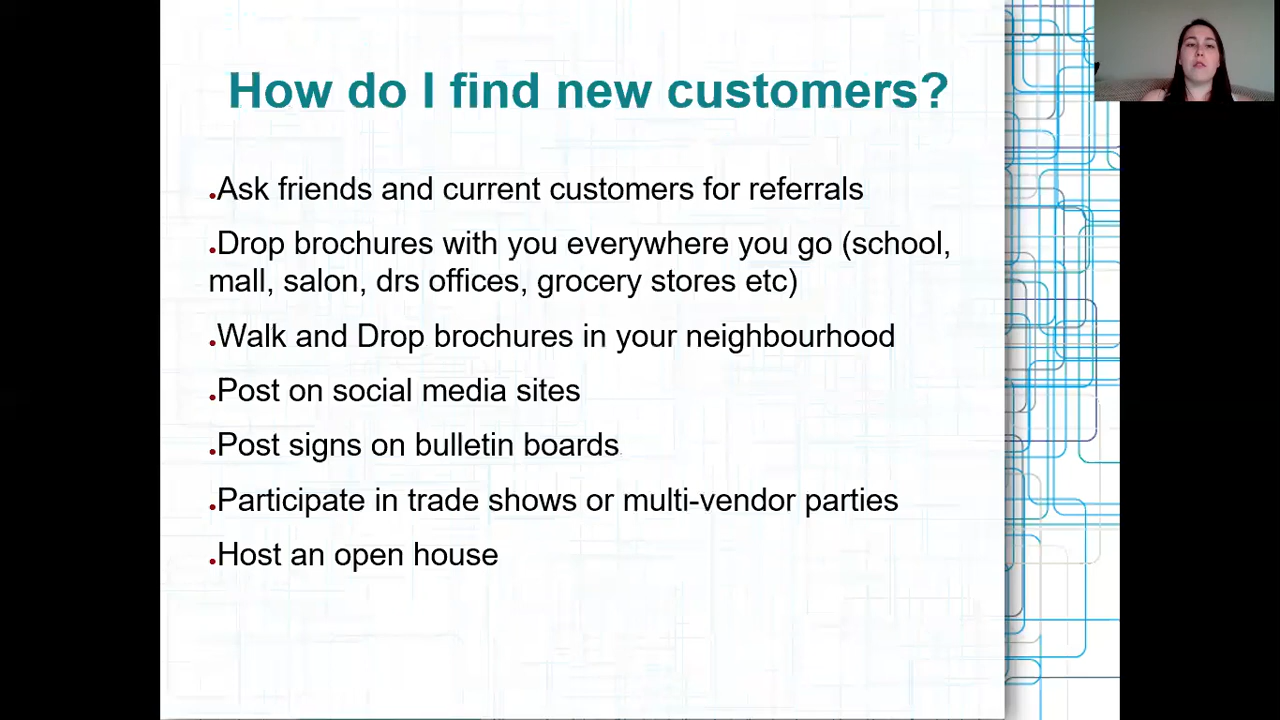 How do I find new customers?
.Ask friends and current customers for referrals
.Drop brochures with you everywhere you go (school,
mall, salon, drs offices, grocery stores etc)
.Walk and Drop brochures in your neighbourhood
.Post on social media sites
.Post signs on bulletin boards
.Participate in trade shows or multi-vendor parties
.Host an open house